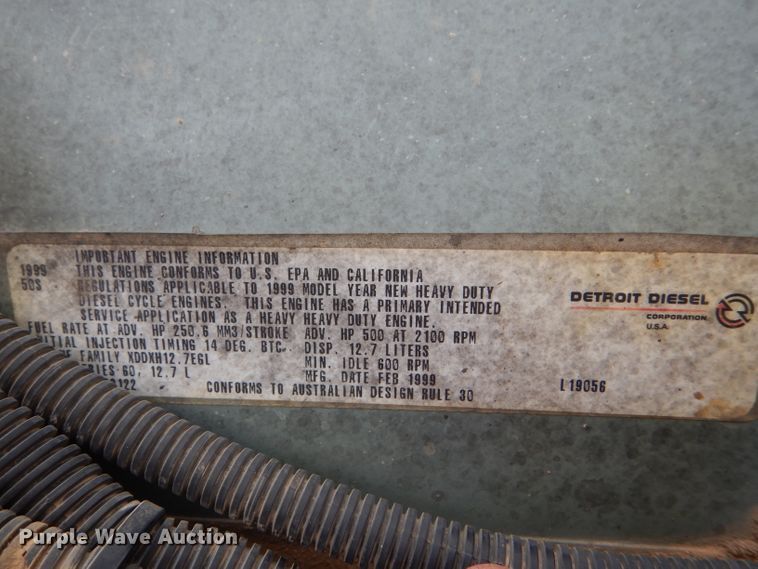 IMPORTANT ENGINE INFORMATION
1999 THIS ENGINE CONFORMS TO U.S. EPA AND CALIFORNIA
50S REGULATIONS APPLICABLE TO 1999 MODEL YEAR NEW HEAVY DUTY
DIESEL CYCLE ENGINES. THIS ENGINE HAS A PRIMARY INTENDED
SERVICE APPLICATION AS A HEAVY HEAVY DUTY ENGINE.
FUEL RATE AT ADV. HP 250.6 MM3/STROKE ADV. HP 500 AT 2100 RPM
INITIAL INJECTION TIMING 14 DEG. BTC. DISP. 12.7 LITERS
FAMILY XDDXH12.7EGL MIN. IDLE 600 RPM
60, 12.7 L MFG. DATE FEB 1999
122 CONFORMS TO AUSTRALIAN DESIGN RULE 30
DETROIT DIESEL
CORPORATION
U.S.A.
L19056
Purple Wave Auction
Purple Wave Auction